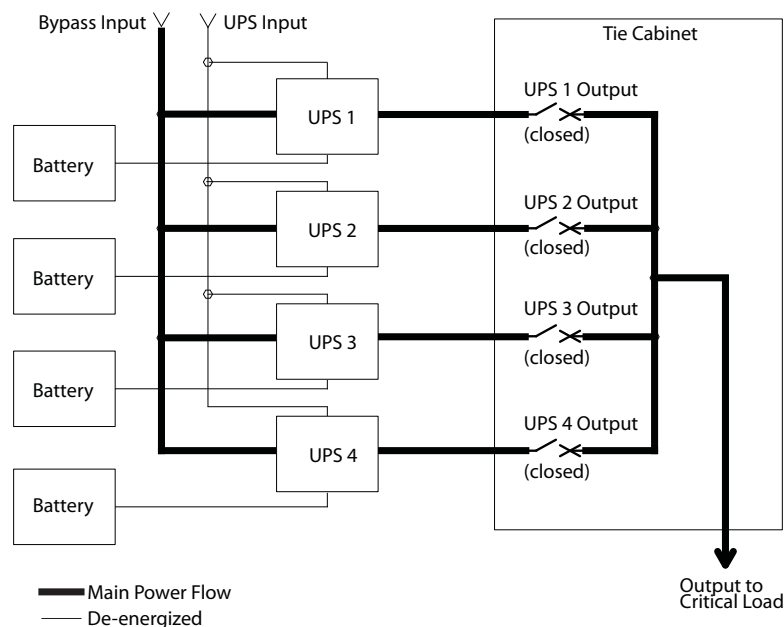 Bypass Input
UPS Input
Tie Cabinet
UPS 1
UPS 1 Output
(closed)
Battery
UPS 2
UPS 2 Output
(closed)
Battery
UPS 3
UPS 3 Output
(closed)
Battery
UPS 4
UPS 4 Output
(closed)
Battery
Main Power Flow
De-energized
Output to
Critical Load